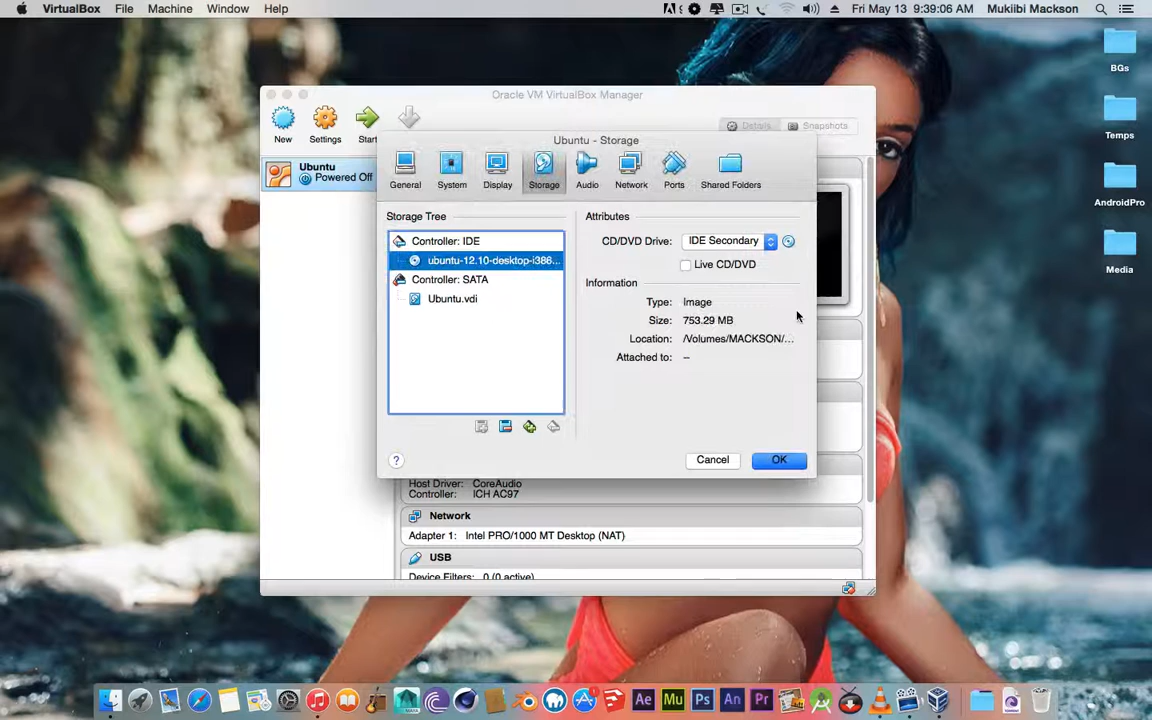 VirtualBox File Machine Window Help
Fri May 13 9:39:06 AM Mukiibi Mackson
BGs
Temps
AndroidPro
Media
Oracle VM VirtualBox Manager
New Settings Start
Details Snapshots
Ubuntu
Powered Off
Ubuntu - Storage
General System Display Storage Audio Network Ports Shared Folders
Storage Tree
Controller: IDE
ubuntu-12.10-desktop-i386...
Controller: SATA
Ubuntu.vdi
Attributes
CD/DVD Drive: IDE Secondary
Live CD/DVD
Information
Type: Image
Size: 753.29 MB
Location: /Volumes/MACKSON/...
Attached to: --
?
Cancel OK
Host Driver: CoreAudio
Controller: ICH AC97
Network
Adapter 1: Intel PRO/1000 MT Desktop (NAT)
USB
Device Filters: 0 (0 active)
Ae Mu Ps An Pr